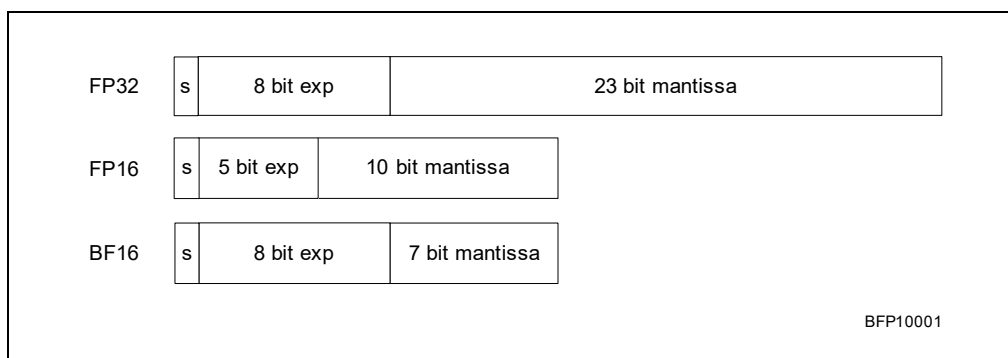 FP32 s 8 bit exp 23 bit mantissa
FP16 s 5 bit exp 10 bit mantissa
BF16 s 8 bit exp 7 bit mantissa
BFP10001